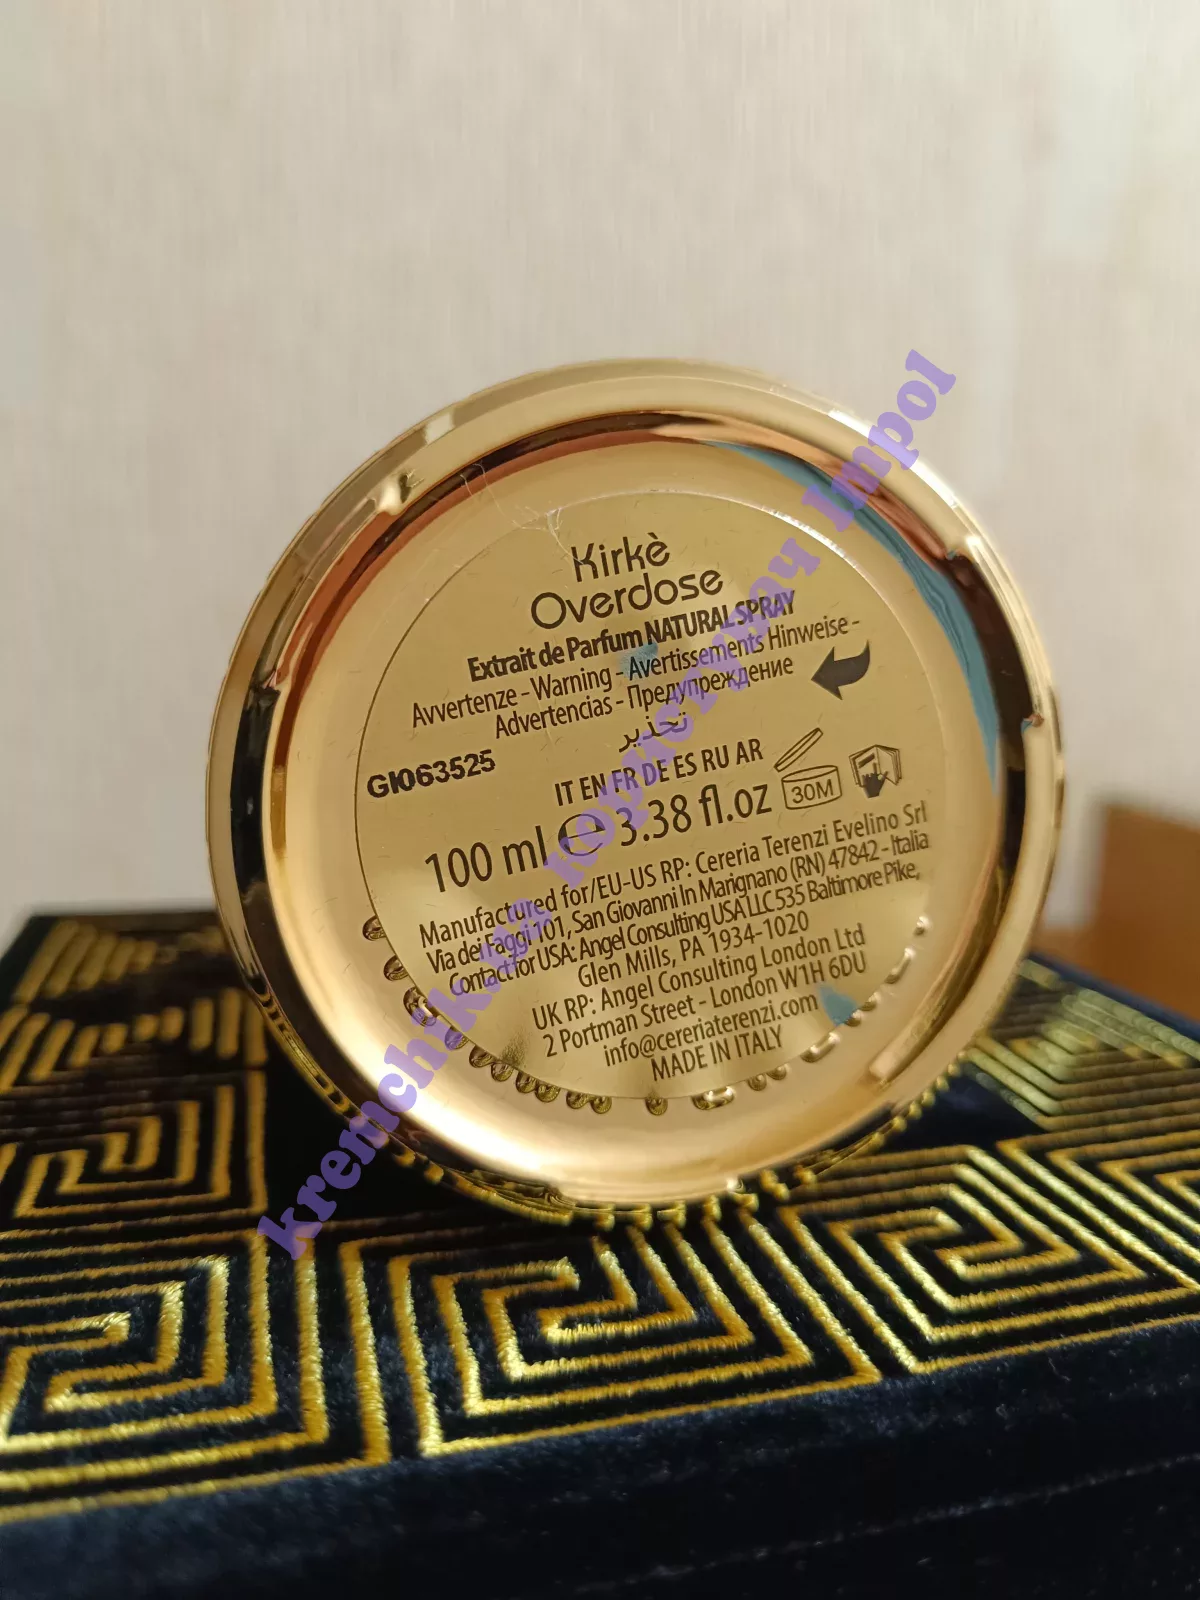 Kirkè
Overdose
Extrait de Parfum NATURAL SPRAY
Avvertenze - Warning - Avertissements Hinweise -
Advertencias - Предупреждение
تحذير
GI063525
IT EN FR DE ES RU AR
100 ml e 3.38 fl.oz
30M
Manufactured for/EU-US RP: Cereria Terenzi Evelino Srl
Via dei Faggi 101, San Giovanni In Marignano (RN) 47842 - Italia
Contact for USA: Angel Consulting USA LLC 535 Baltimore Pike,
Glen Mills, PA 1934-1020
UK RP: Angel Consulting London Ltd
2 Portman Street - London W1H 6DU
info@cereriaterenzi.com
MADE IN ITALY